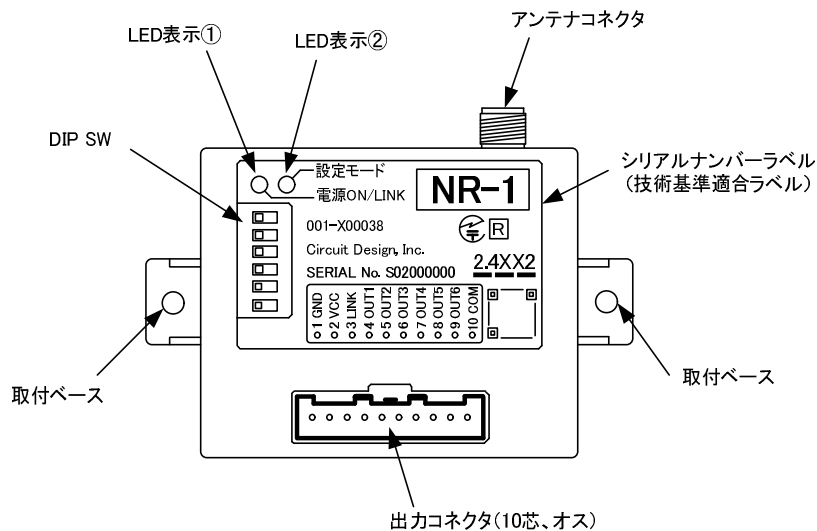 アンテナコネクタ
LED表示①
LED表示②
DIP SW
シリアルナンバーラベル
(技術基準適合ラベル)
設定モード
電源ON/LINK
NR-1
001-X00038
R
Circuit Design, Inc.
2.4XX2
SERIAL No. S02000000
1 GND
2 VCC
3 LINK
4 OUT1
5 OUT2
6 OUT3
7 OUT4
8 OUT5
9 OUT6
10 COM
取付ベース
取付ベース
出力コネクタ(10芯、オス)